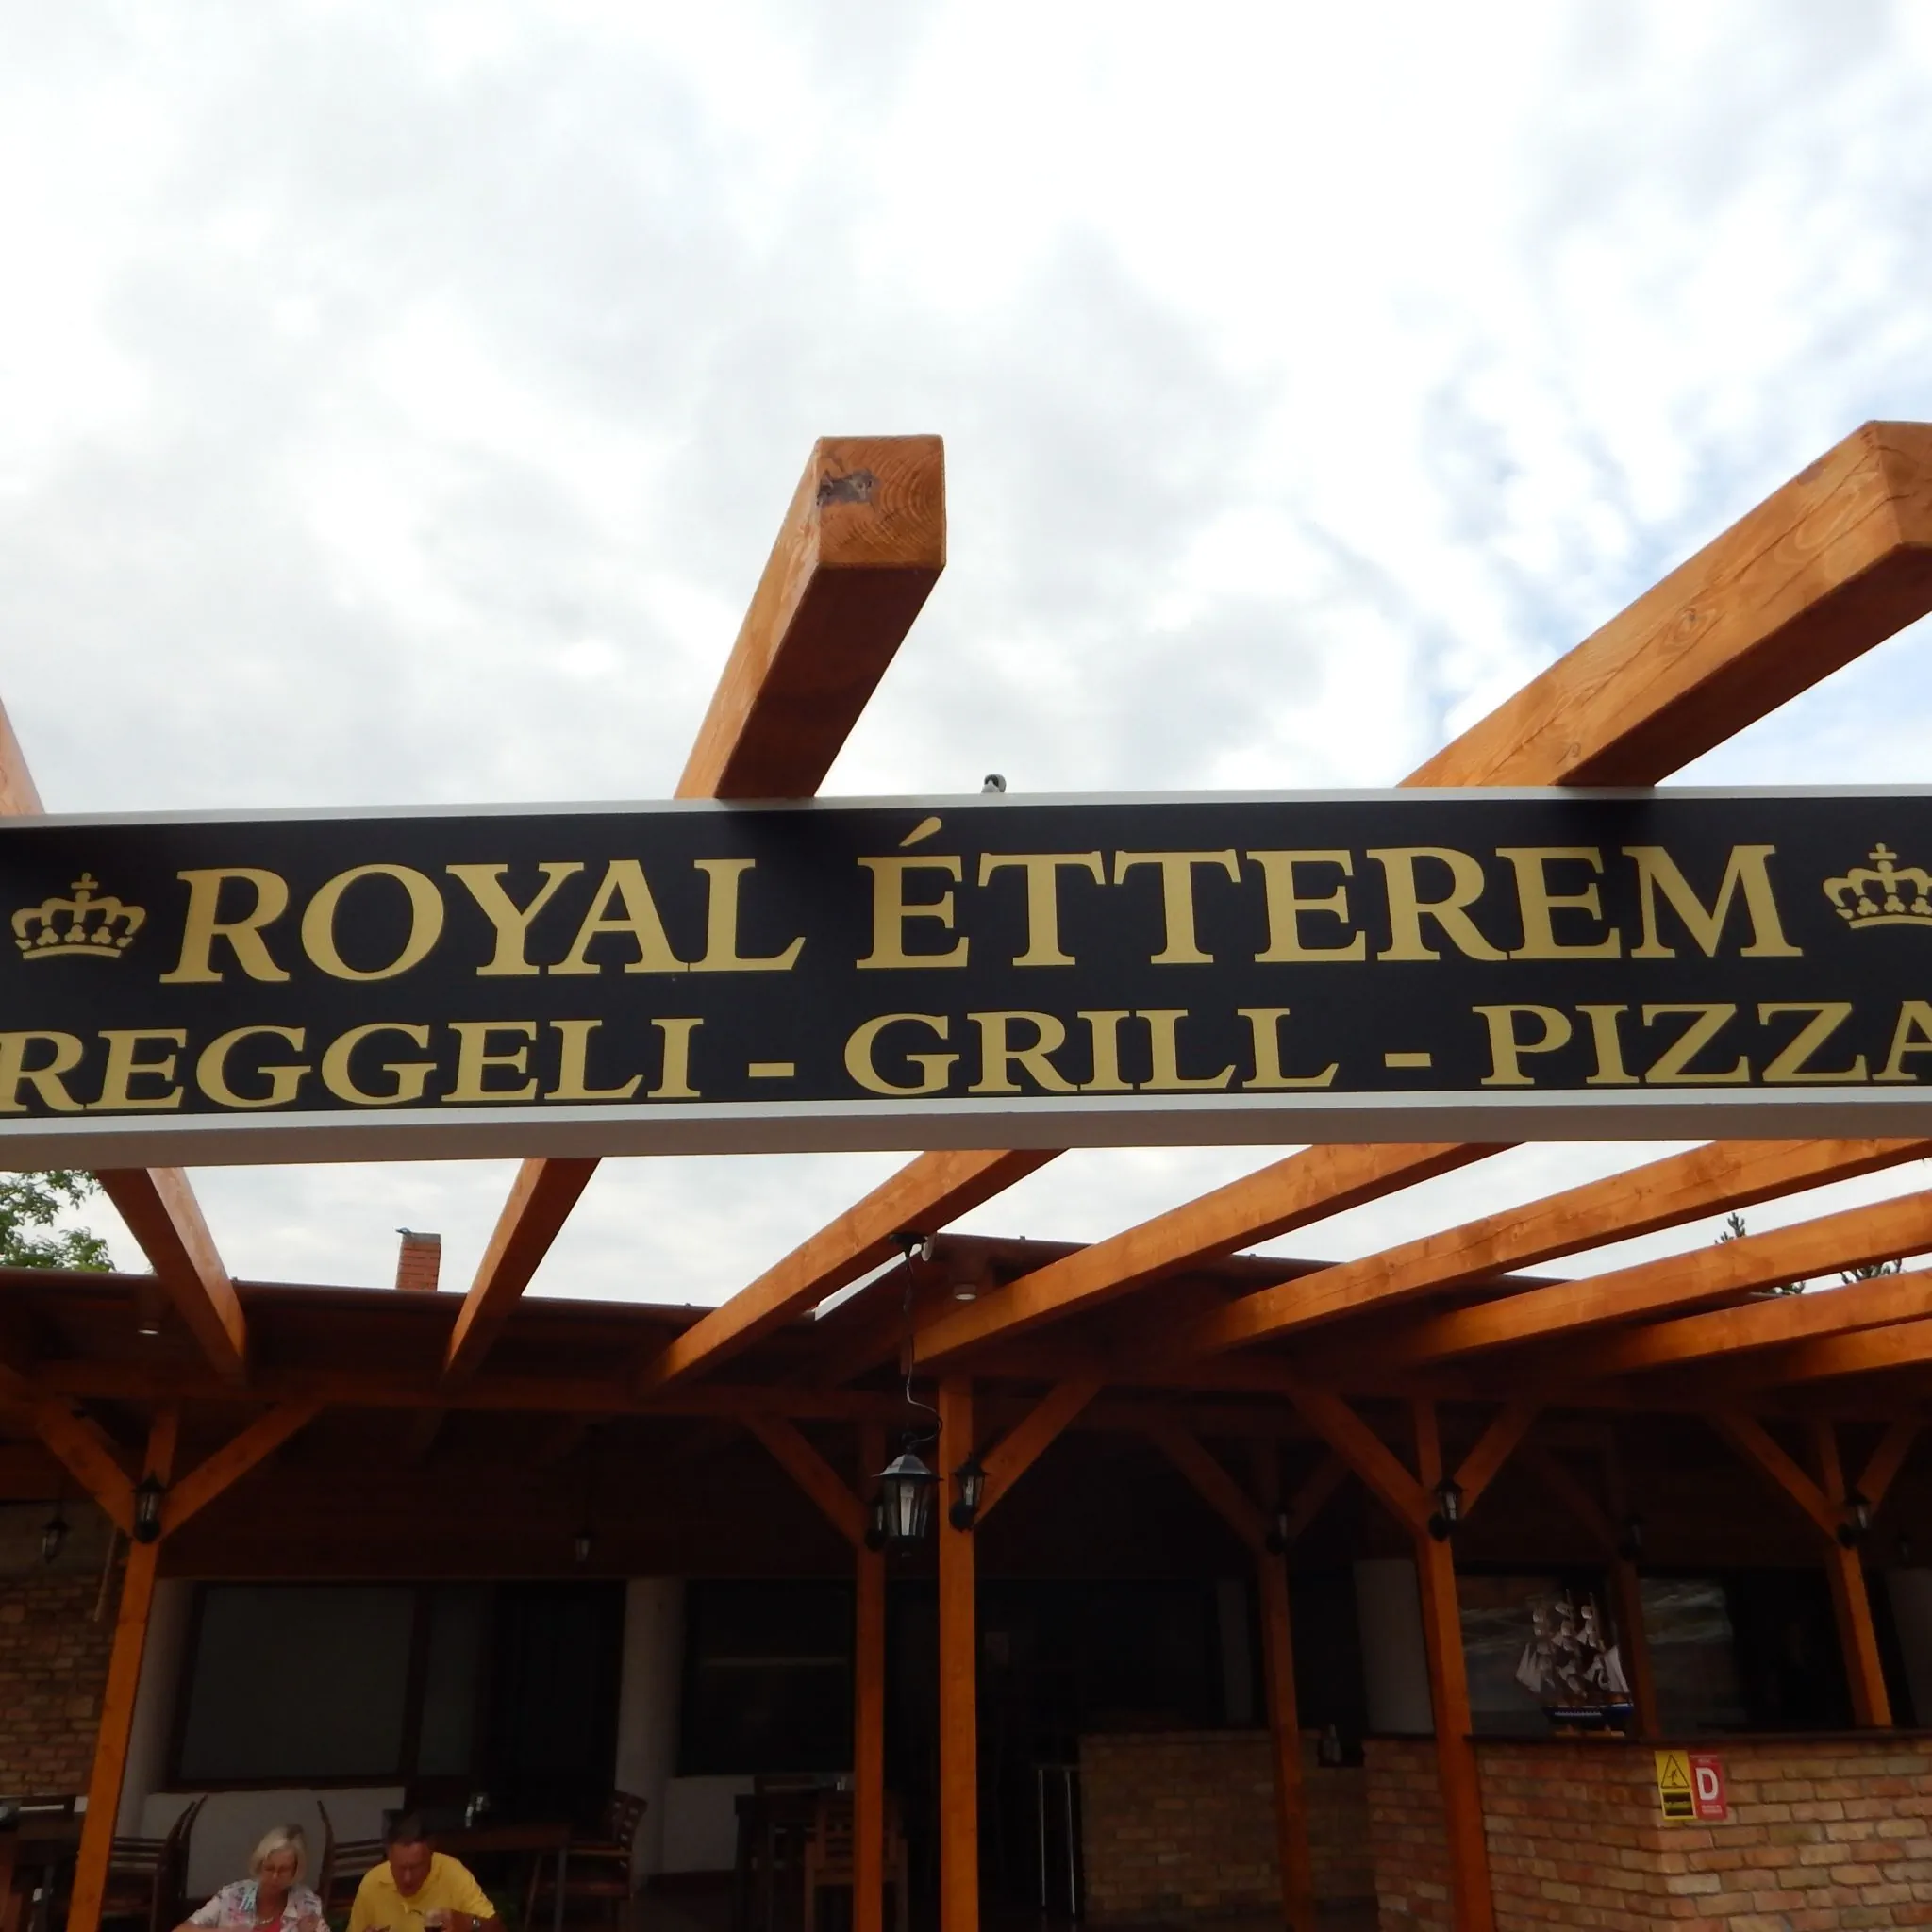 ROYAL ÉTTEREM
REGGELI - GRILL - PIZZA
D